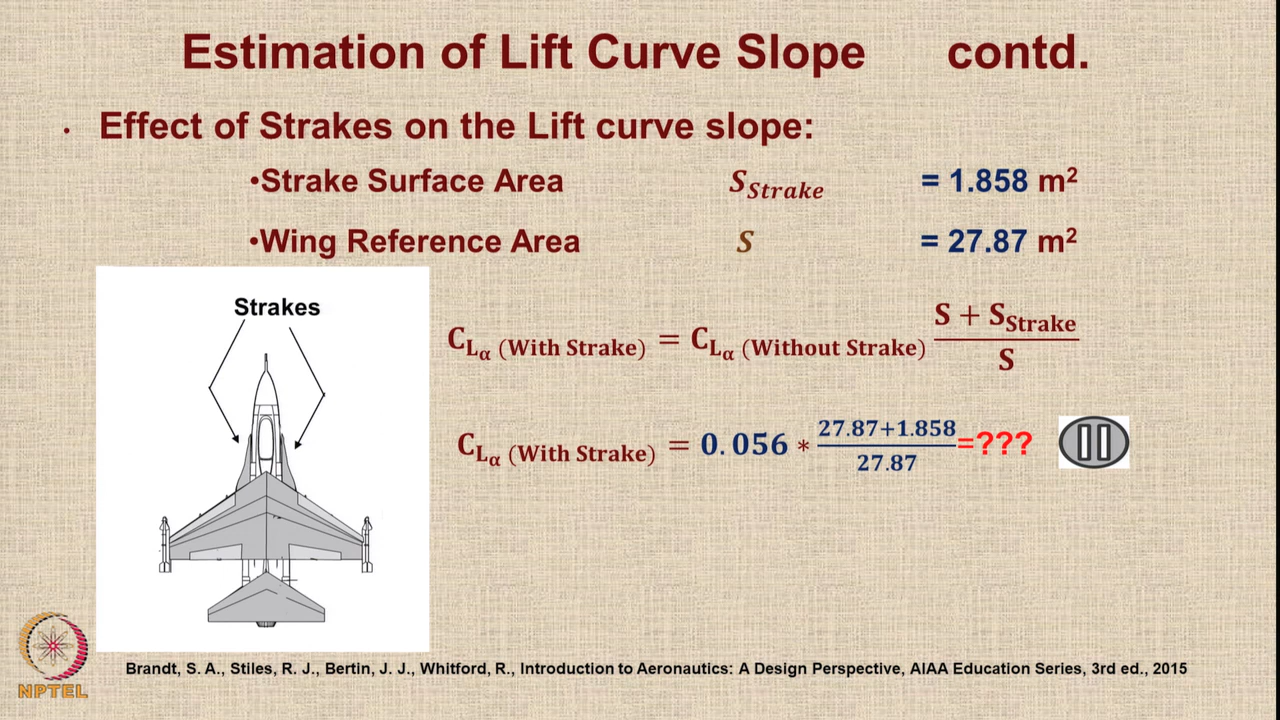 Estimation of Lift Curve Slope contd.
• Effect of Strakes on the Lift curve slope:
•Strake Surface Area S_Strake = 1.858 m²
•Wing Reference Area S = 27.87 m²
Strakes
C_Lα (With Strake) = C_Lα (Without Strake) (S + S_Strake)/S
C_Lα (With Strake) = 0.056 * (27.87+1.858)/27.87 =???
Brandt, S. A., Stiles, R. J., Bertin, J. J., Whitford, R., Introduction to Aeronautics: A Design Perspective, AIAA Education Series, 3rd ed., 2015
NPTEL